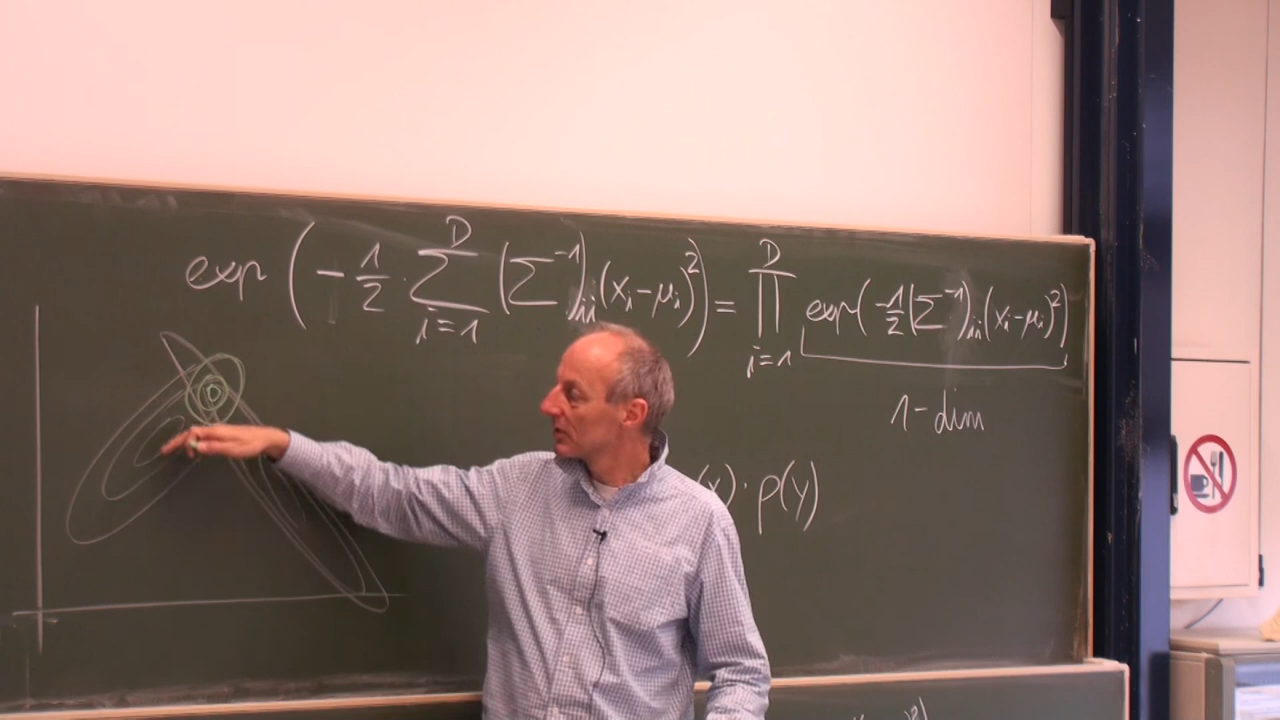 exp ( - 1/2 · ∑_{i=1}^{D} (∑^{-1})_{ii} (x_i - μ_i)^2 ) = ∏_{i=1}^{D} exp( -1/2 (∑^{-1})_{ii} (x_i - μ_i)^2 )
1-dim
(x) · p(y)